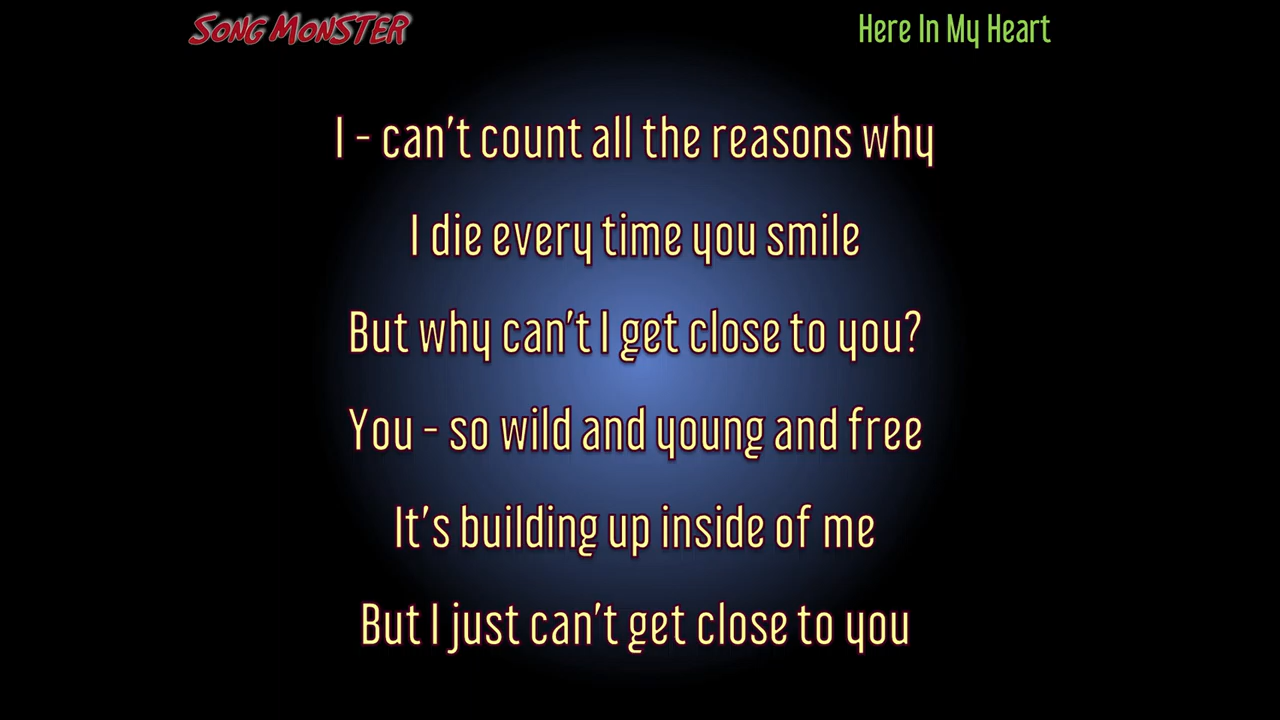 SONG MONSTER
Here In My Heart
I - can't count all the reasons why
I die every time you smile
But why can't I get close to you?
You - so wild and young and free
It's building up inside of me
But I just can't get close to you